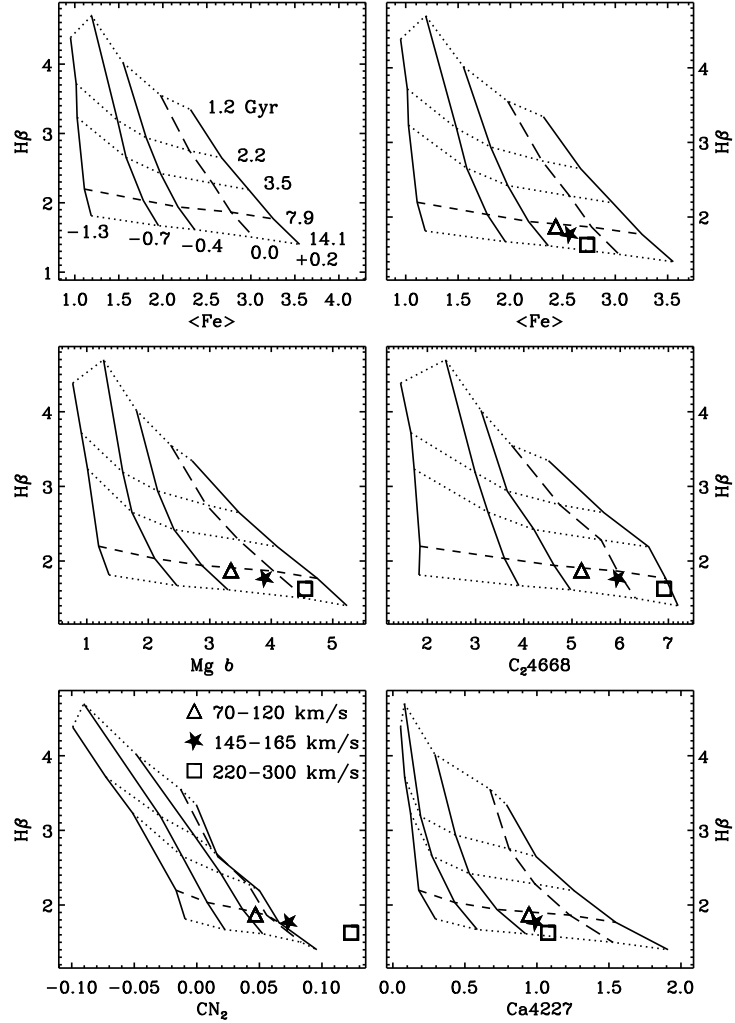 Hβ
4
3
2
1
1.2 Gyr
2.2
3.5
7.9
14.1
−1.3
−0.7
−0.4
0.0
+0.2
1.0 1.5 2.0 2.5 3.0 3.5 4.0
<Fe>
4
3
2
Hβ
1.0 1.5 2.0 2.5 3.0 3.5
<Fe>
Hβ
4
3
2
1 2 3 4 5
Mg b
4
3
2
Hβ
2 3 4 5 6 7
C₂4668
Hβ
4
3
2
70−120 km/s
145−165 km/s
220−300 km/s
−0.10 −0.05 0.00 0.05 0.10
CN₂
4
3
2
Hβ
0.0 0.5 1.0 1.5 2.0
Ca4227